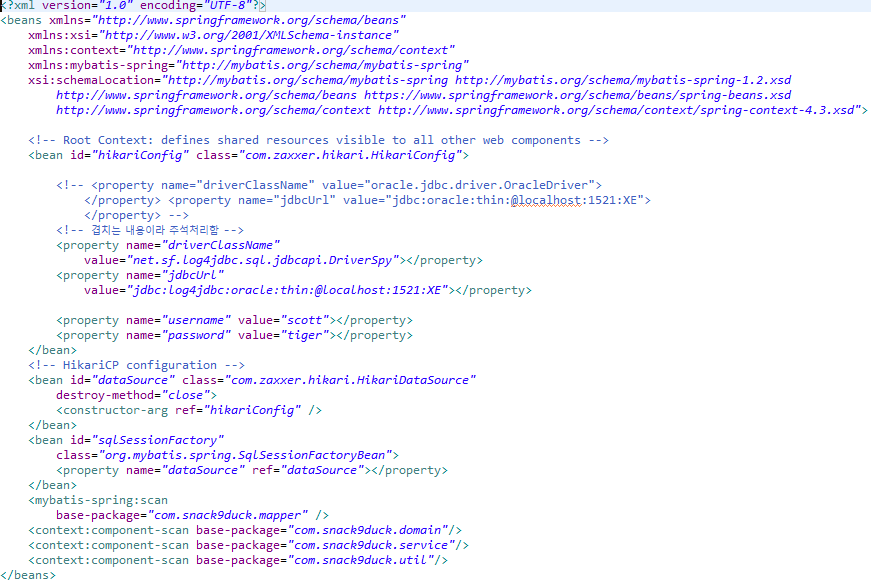 <?xml version="1.0" encoding="UTF-8"?>
<beans xmlns="http://www.springframework.org/schema/beans"
xmlns:xsi="http://www.w3.org/2001/XMLSchema-instance"
xmlns:context="http://www.springframework.org/schema/context"
xmlns:mybatis-spring="http://mybatis.org/schema/mybatis-spring"
xsi:schemaLocation="http://mybatis.org/schema/mybatis-spring http://mybatis.org/schema/mybatis-spring-1.2.xsd
http://www.springframework.org/schema/beans https://www.springframework.org/schema/beans/spring-beans.xsd
http://www.springframework.org/schema/context http://www.springframework.org/schema/context/spring-context-4.3.xsd">
<!-- Root Context: defines shared resources visible to all other web components -->
<bean id="hikariConfig" class="com.zaxxer.hikari.HikariConfig">
<!-- <property name="driverClassName" value="oracle.jdbc.driver.OracleDriver">
</property> <property name="jdbcUrl" value="jdbc:oracle:thin:@localhost:1521:XE">
</property> -->
<!-- 겹치는 내용이라 주석처리함 -->
<property name="driverClassName"
value="net.sf.log4jdbc.sql.jdbcapi.DriverSpy"></property>
<property name="jdbcUrl"
value="jdbc:log4jdbc:oracle:thin:@localhost:1521:XE"></property>
<property name="username" value="scott"></property>
<property name="password" value="tiger"></property>
</bean>
<!-- HikariCP configuration -->
<bean id="dataSource" class="com.zaxxer.hikari.HikariDataSource"
destroy-method="close">
<constructor-arg ref="hikariConfig" />
</bean>
<bean id="sqlSessionFactory"
class="org.mybatis.spring.SqlSessionFactoryBean">
<property name="dataSource" ref="dataSource"></property>
</bean>
<mybatis-spring:scan
base-package="com.snack9duck.mapper" />
<context:component-scan base-package="com.snack9duck.domain"/>
<context:component-scan base-package="com.snack9duck.service"/>
<context:component-scan base-package="com.snack9duck.util"/>
</beans>